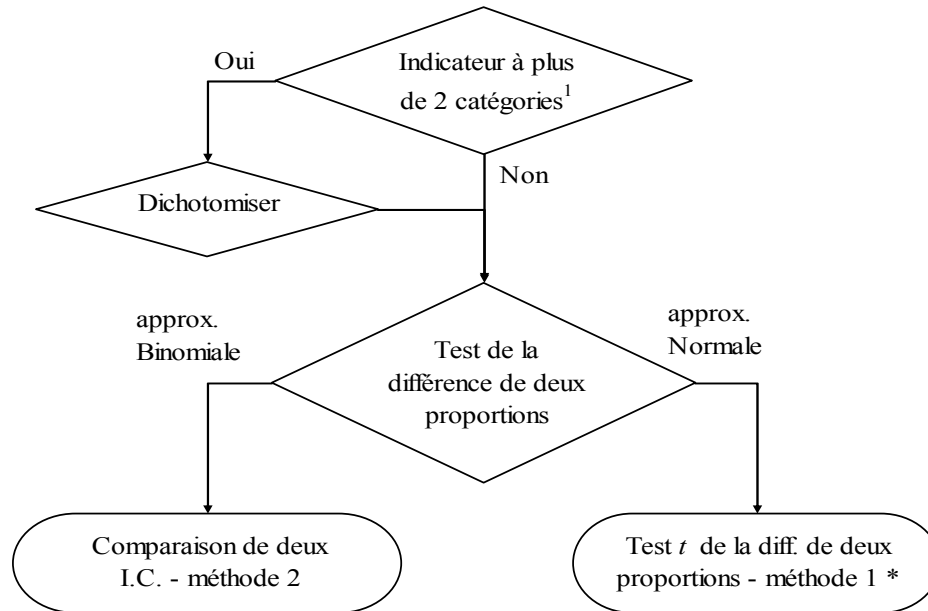 Indicateur à plus
de 2 catégories¹
Oui
Non
Dichotomiser
approx.
Binomiale
approx.
Normale
Test de la
différence de deux
proportions
Comparaison de deux
I.C. - méthode 2
Test t de la diff. de deux
proportions - méthode 1 *